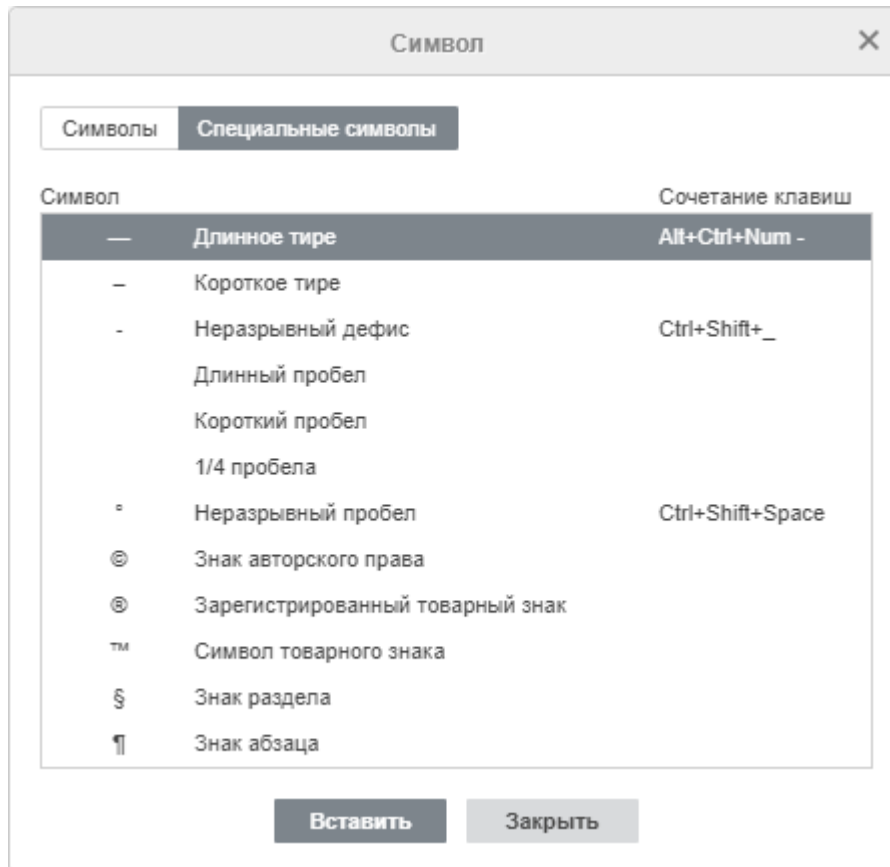 Символ ×
Символы Специальные символы
Символ Сочетание клавиш
— Длинное тире Alt+Ctrl+Num -
– Короткое тире
- Неразрывный дефис Ctrl+Shift+_
Длинный пробел
Короткий пробел
1/4 пробела
° Неразрывный пробел Ctrl+Shift+Space
© Знак авторского права
® Зарегистрированный товарный знак
™ Символ товарного знака
§ Знак раздела
¶ Знак абзаца
Вставить Закрыть